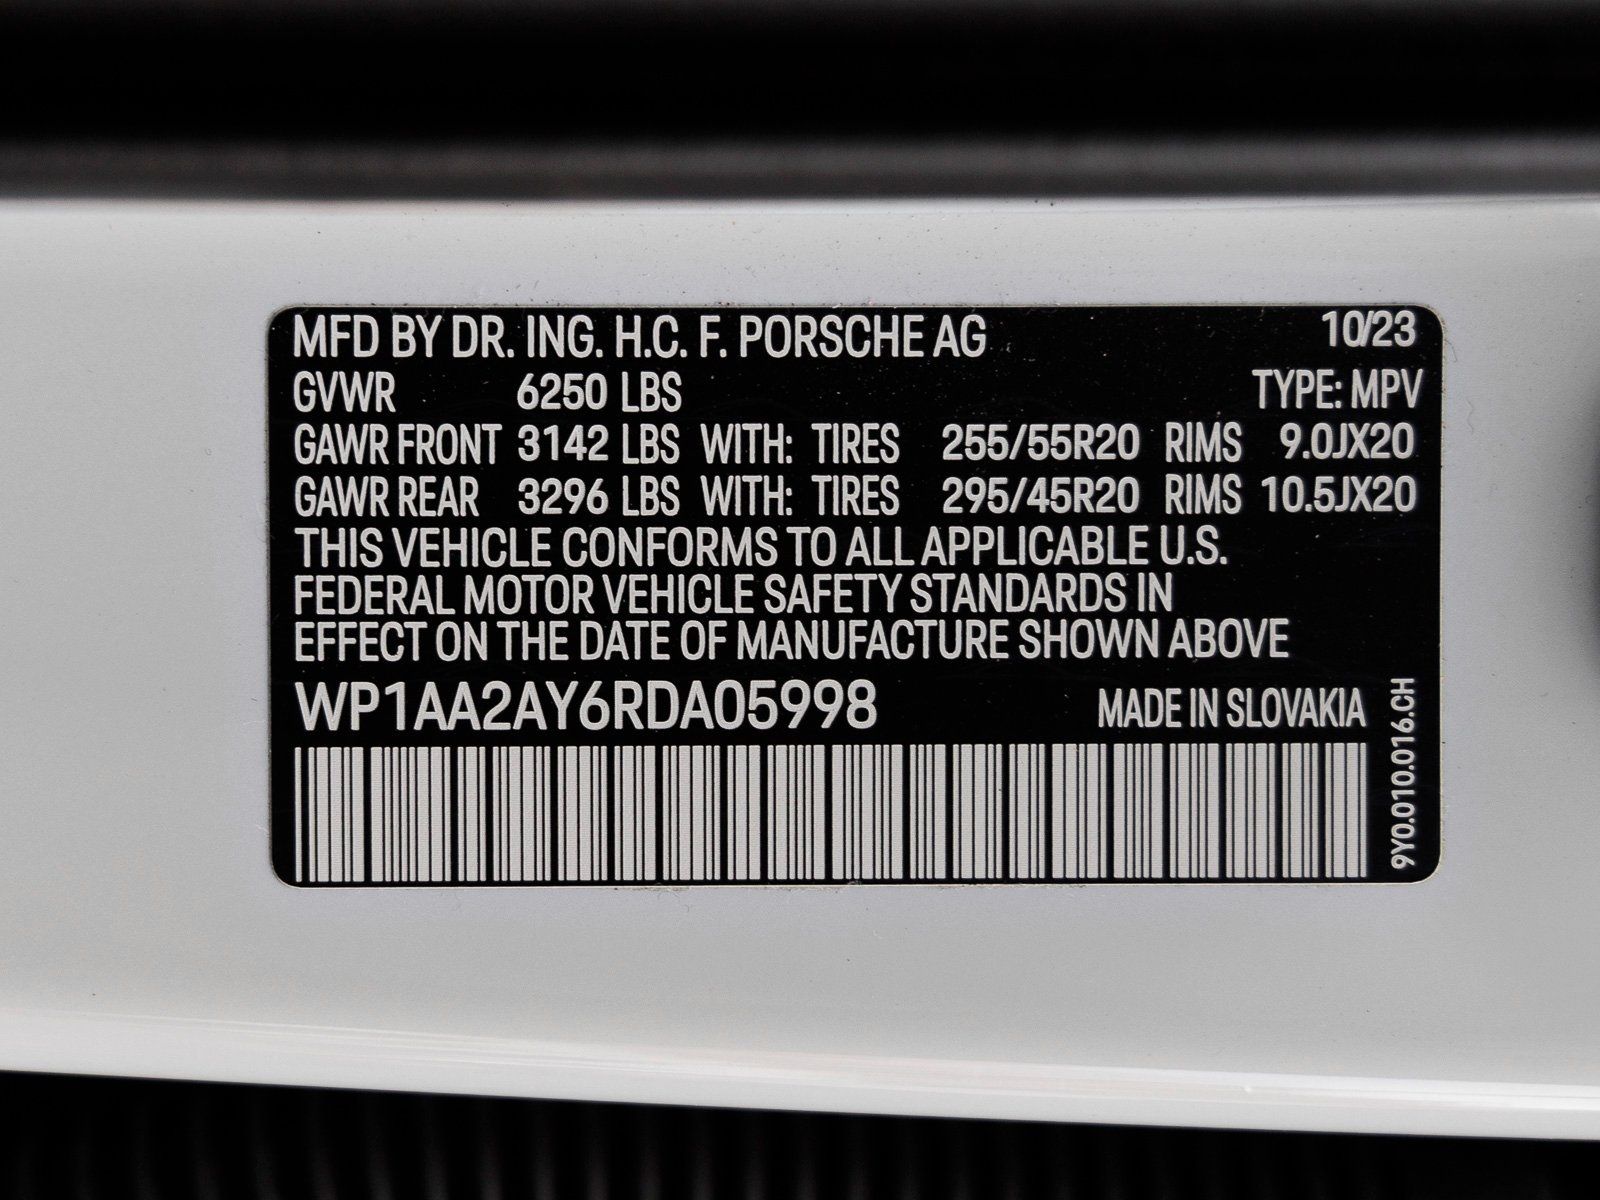 MFD BY DR. ING. H.C. F. PORSCHE AG 10/23
GVWR 6250 LBS TYPE: MPV
GAWR FRONT 3142 LBS WITH: TIRES 255/55R20 RIMS 9.0JX20
GAWR REAR 3296 LBS WITH: TIRES 295/45R20 RIMS 10.5JX20
THIS VEHICLE CONFORMS TO ALL APPLICABLE U.S.
FEDERAL MOTOR VEHICLE SAFETY STANDARDS IN
EFFECT ON THE DATE OF MANUFACTURE SHOWN ABOVE
WP1AA2AY6RDA05998 MADE IN SLOVAKIA
9Y0.010.016.CH